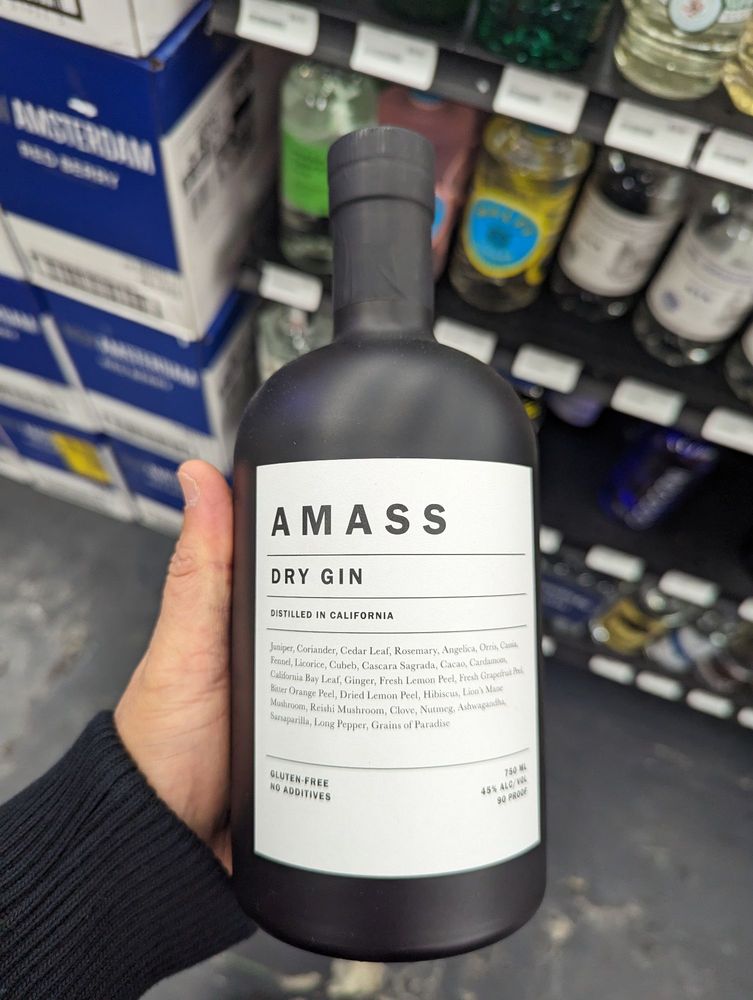 AMSTERDAM
RED BERRY
AMSTERDAM
AMASS
DRY GIN
DISTILLED IN CALIFORNIA
Juniper, Coriander, Cedar Leaf, Rosemary, Angelica, Orris, Cassia,
Fennel, Licorice, Cubeb, Cascara Sagrada, Cacao, Cardamom,
California Bay Leaf, Ginger, Fresh Lemon Peel, Fresh Grapefruit Peel,
Bitter Orange Peel, Dried Lemon Peel, Hibiscus, Lion's Mane
Mushroom, Reishi Mushroom, Clove, Nutmeg, Ashwagandha,
Sarsaparilla, Long Pepper, Grains of Paradise
GLUTEN-FREE
NO ADDITIVES
750 ML
45% ALC/VOL
90 PROOF